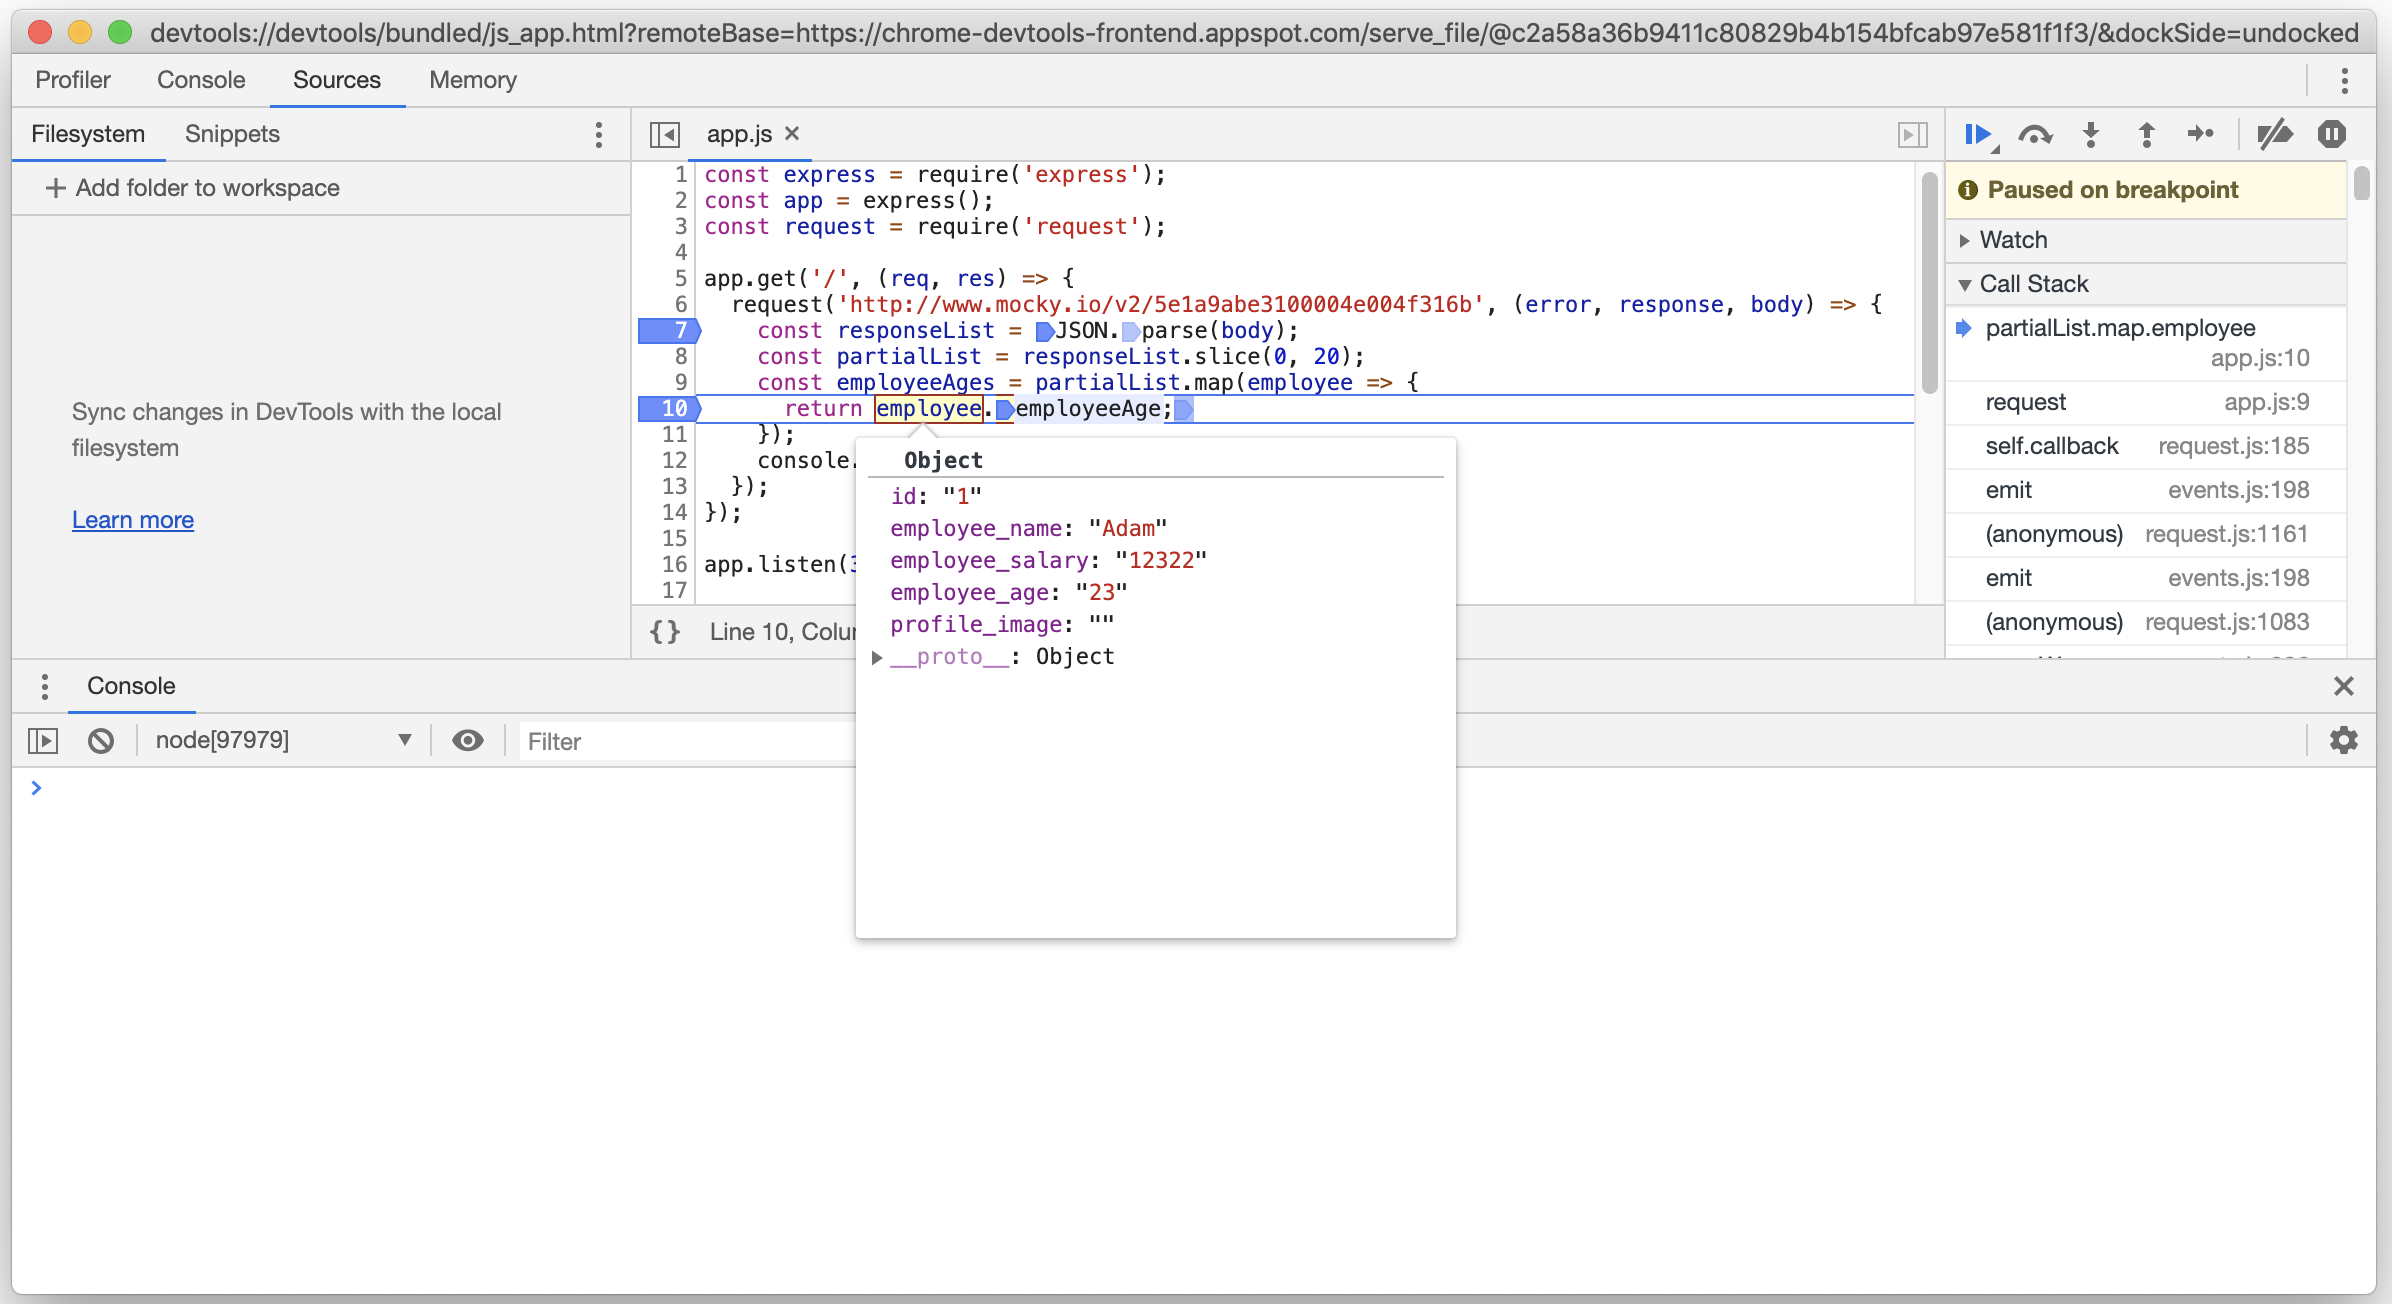 devtools://devtools/bundled/js_app.html?remoteBase=https://chrome-devtools-frontend.appspot.com/serve_file/@c2a58a36b9411c80829b4b154bfcab97e581f1f3/&dockSide=undocked
Profiler Console Sources Memory
Filesystem Snippets
Add folder to workspace
Sync changes in DevTools with the local
filesystem
Learn more
app.js
1 const express = require('express');
2 const app = express();
3 const request = require('request');
4
5 app.get('/', (req, res) => {
6 request('http://www.mocky.io/v2/5e1a9abe3100004e004f316b', (error, response, body) => {
7 const responseList = JSON.parse(body);
8 const partialList = responseList.slice(0, 20);
9 const employeeAges = partialList.map(employee => {
10 return employee.employeeAge;
11 });
12 console.
13 });
14 });
15
16 app.listen(
17
{} Line 10,
Object
id: "1"
employee_name: "Adam"
employee_salary: "12322"
employee_age: "23"
profile_image: ""
__proto__: Object
Paused on breakpoint
Watch
Call Stack
partialList.map.employee
app.js:10
request app.js:9
self.callback request.js:185
emit events.js:198
(anonymous) request.js:1161
emit events.js:198
(anonymous) request.js:1083
Console
node[97979] Filter